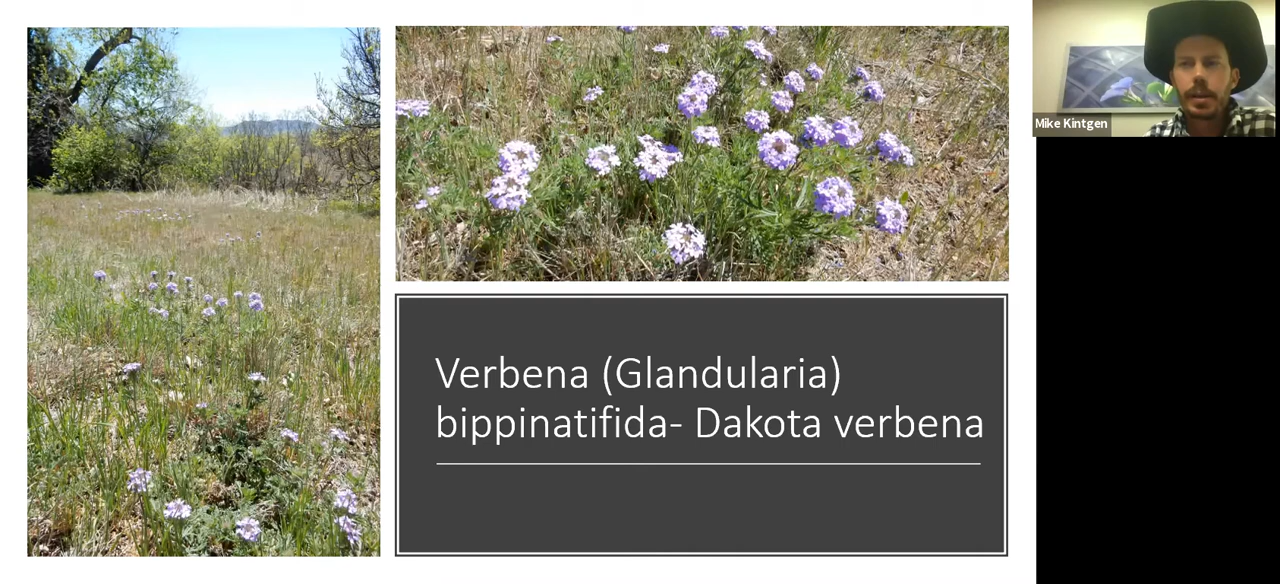 Mike Kintgen
Verbena (Glandularia)
bippinatifida- Dakota verbena